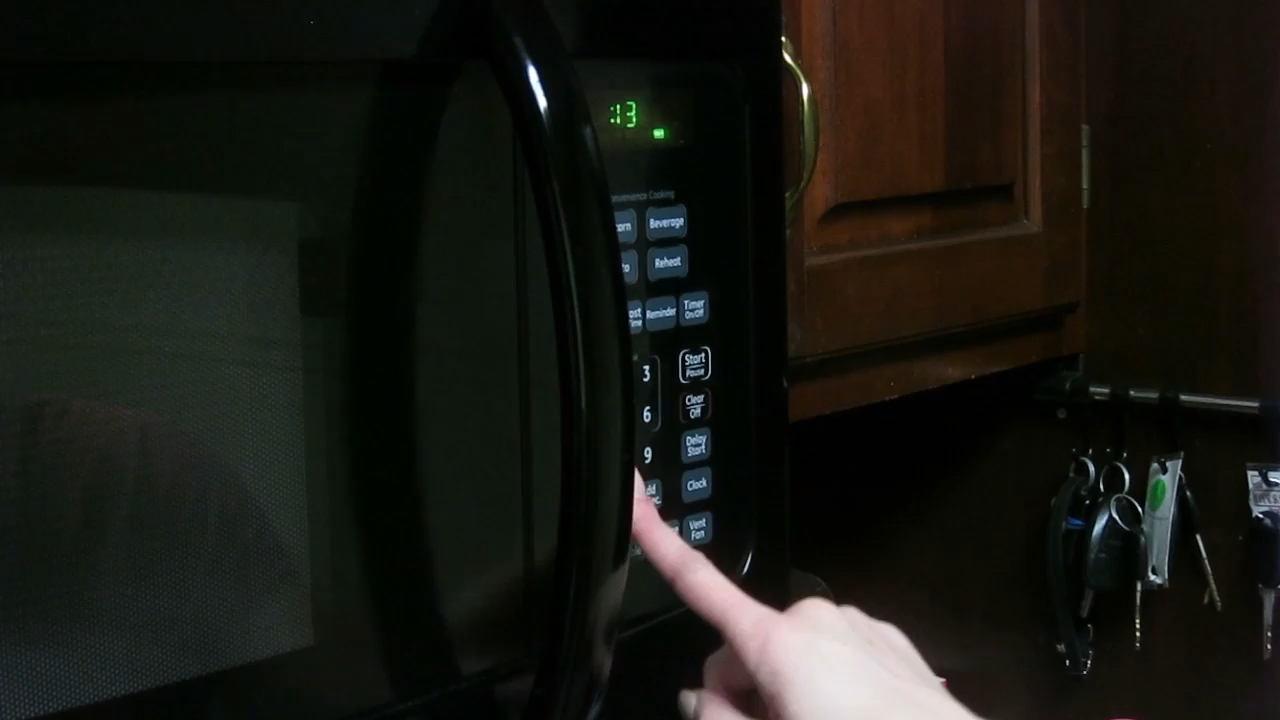 :13
Convenience Cooking
Beverage
Reheat
Reminder
Timer
On/Off
3
Start
Pause
6
Clear
Off
9
Delay
Start
Clock
Vent
Fan